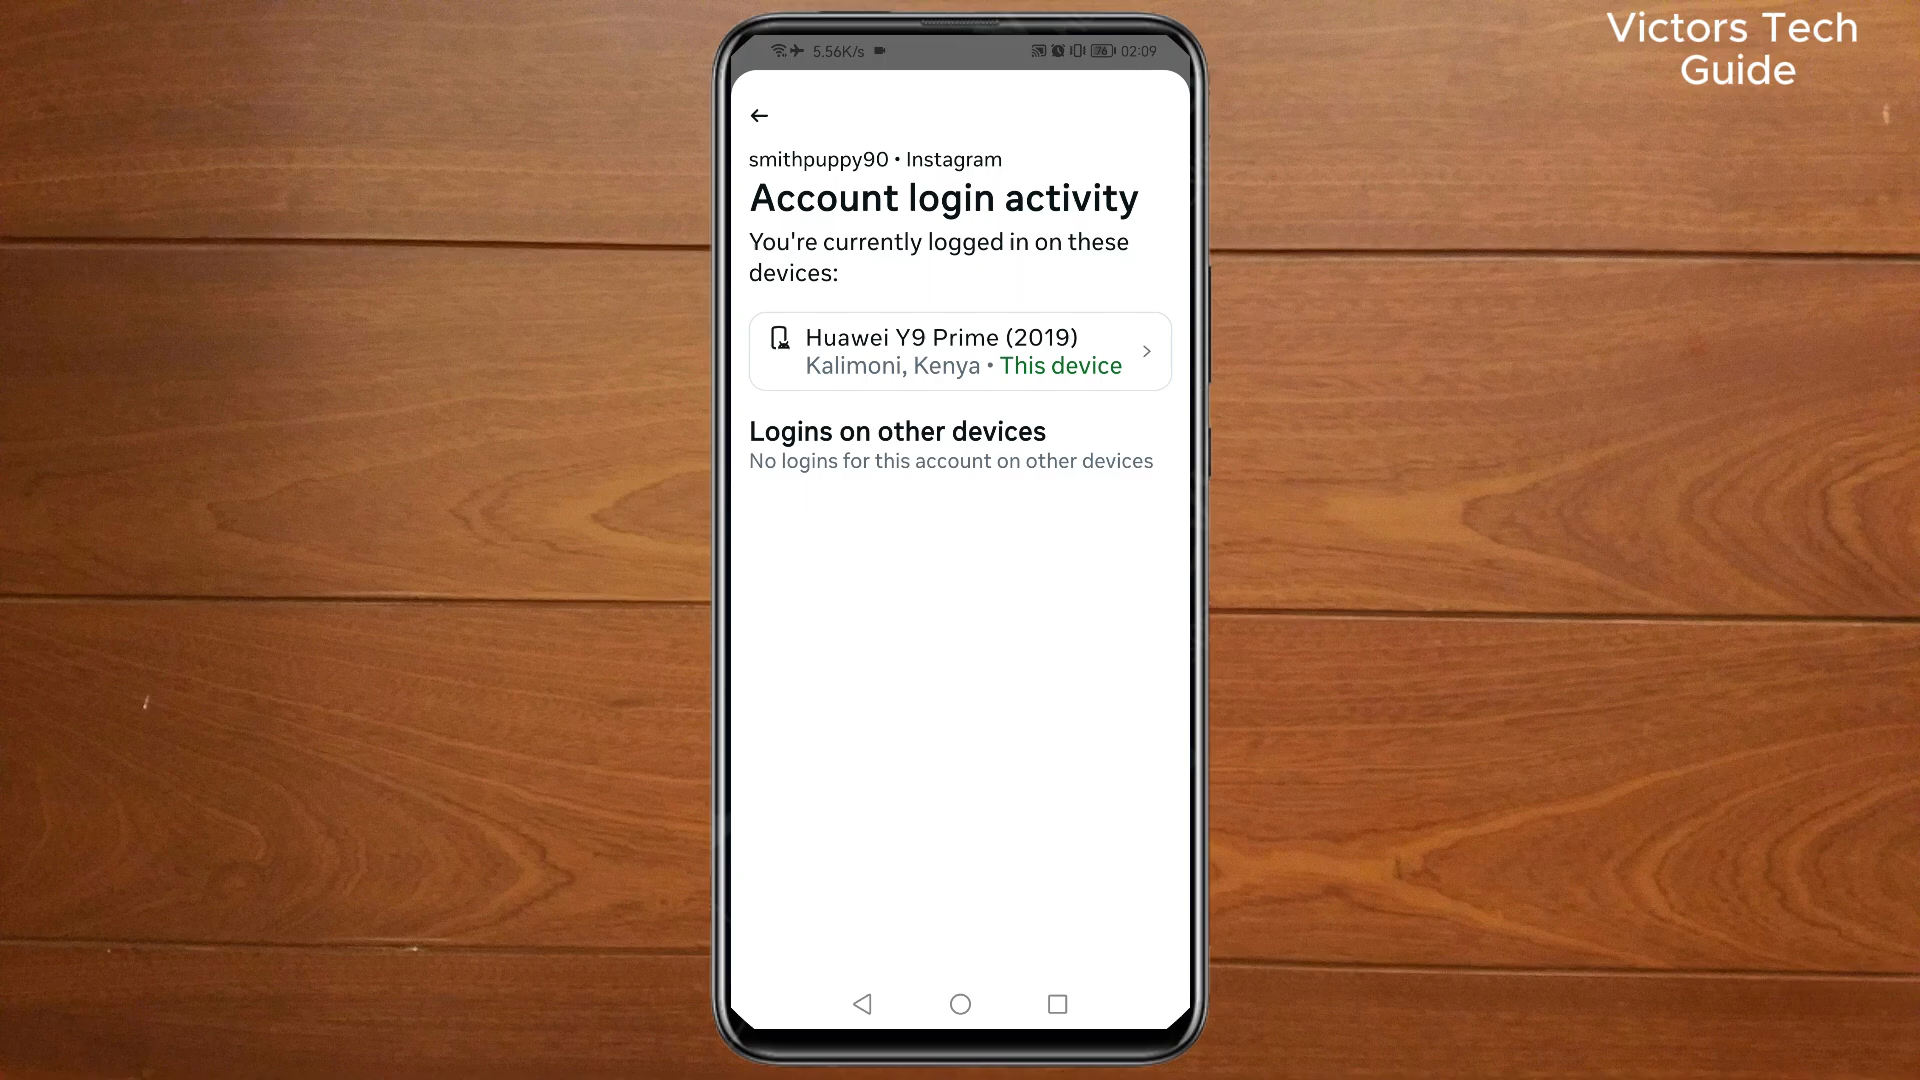 Victors Tech
Guide
5.56K/s
76
02:09
smithpuppy90 • Instagram
Account login activity
You're currently logged in on these
devices:
Huawei Y9 Prime (2019)
Kalimoni, Kenya • This device
Logins on other devices
No logins for this account on other devices